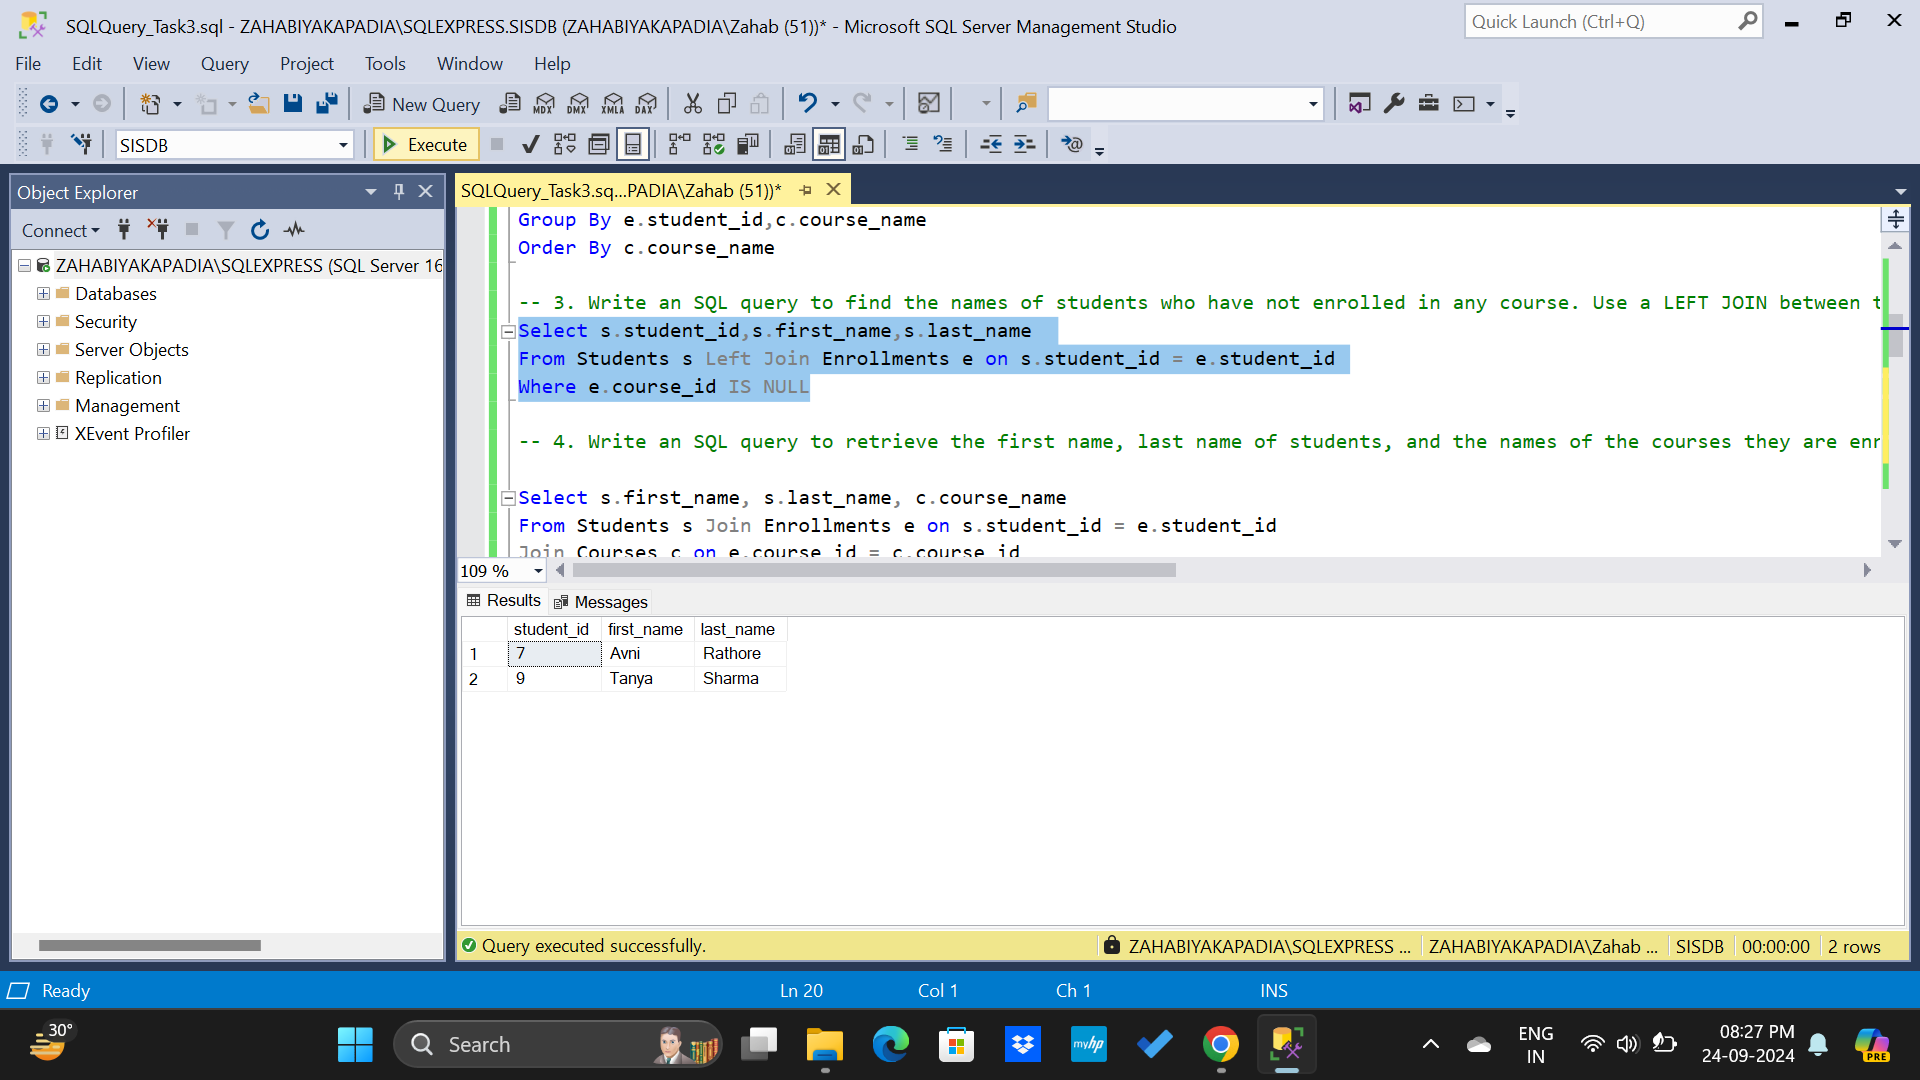 SQLQuery_Task3.sql - ZAHABIYAKAPADIA\SQLEXPRESS.SISDB (ZAHABIYAKAPADIA\Zahab (51))* - Microsoft SQL Server Management Studio
Quick Launch (Ctrl+Q)
File Edit View Query Project Tools Window Help
New Query MDX DMX XMLA DAX
SISDB
Execute
Object Explorer
Connect
ZAHABIYAKAPADIA\SQLEXPRESS (SQL Server 16
Databases
Security
Server Objects
Replication
Management
XEvent Profiler
SQLQuery_Task3.sq...PADIA\Zahab (51))*
Group By e.student_id,c.course_name
Order By c.course_name
-- 3. Write an SQL query to find the names of students who have not enrolled in any course. Use a LEFT JOIN between t
Select s.student_id,s.first_name,s.last_name
From Students s Left Join Enrollments e on s.student_id = e.student_id
Where e.course_id IS NULL
-- 4. Write an SQL query to retrieve the first name, last name of students, and the names of the courses they are enr
Select s.first_name, s.last_name, c.course_name
From Students s Join Enrollments e on s.student_id = e.student_id
Join Courses c on e.course_id = c.course_id
109 %
Results Messages
student_id first_name last_name
1 7 Avni Rathore
2 9 Tanya Sharma
Query executed successfully.
ZAHABIYAKAPADIA\SQLEXPRESS ... ZAHABIYAKAPADIA\Zahab ... SISDB 00:00:00 2 rows
Ready Ln 20 Col 1 Ch 1 INS
30°
Search
myhp
ENG
IN
08:27 PM
24-09-2024
PRE